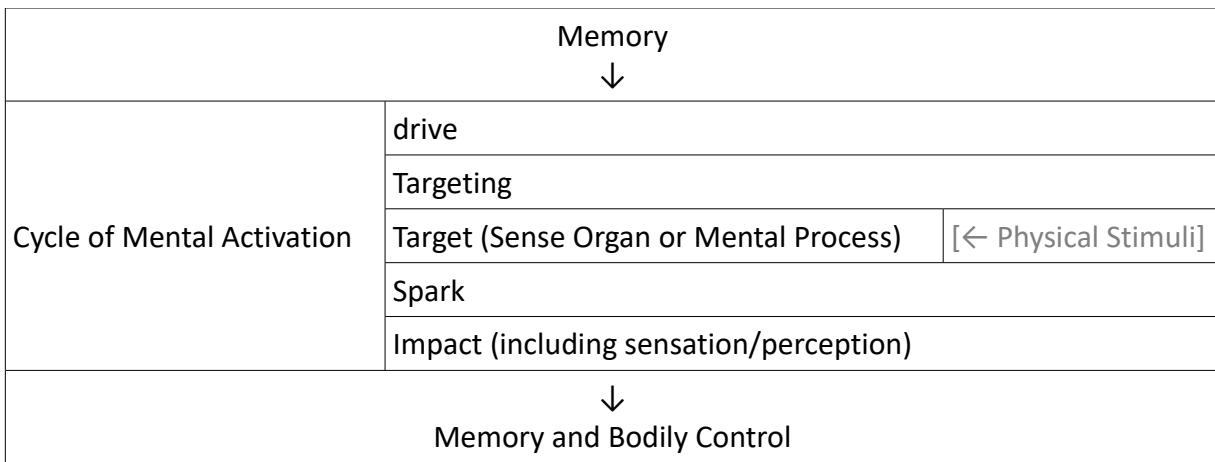 Memory
↓
drive
Targeting
Cycle of Mental Activation
Target (Sense Organ or Mental Process)
[← Physical Stimuli]
Spark
Impact (including sensation/perception)
↓
Memory and Bodily Control